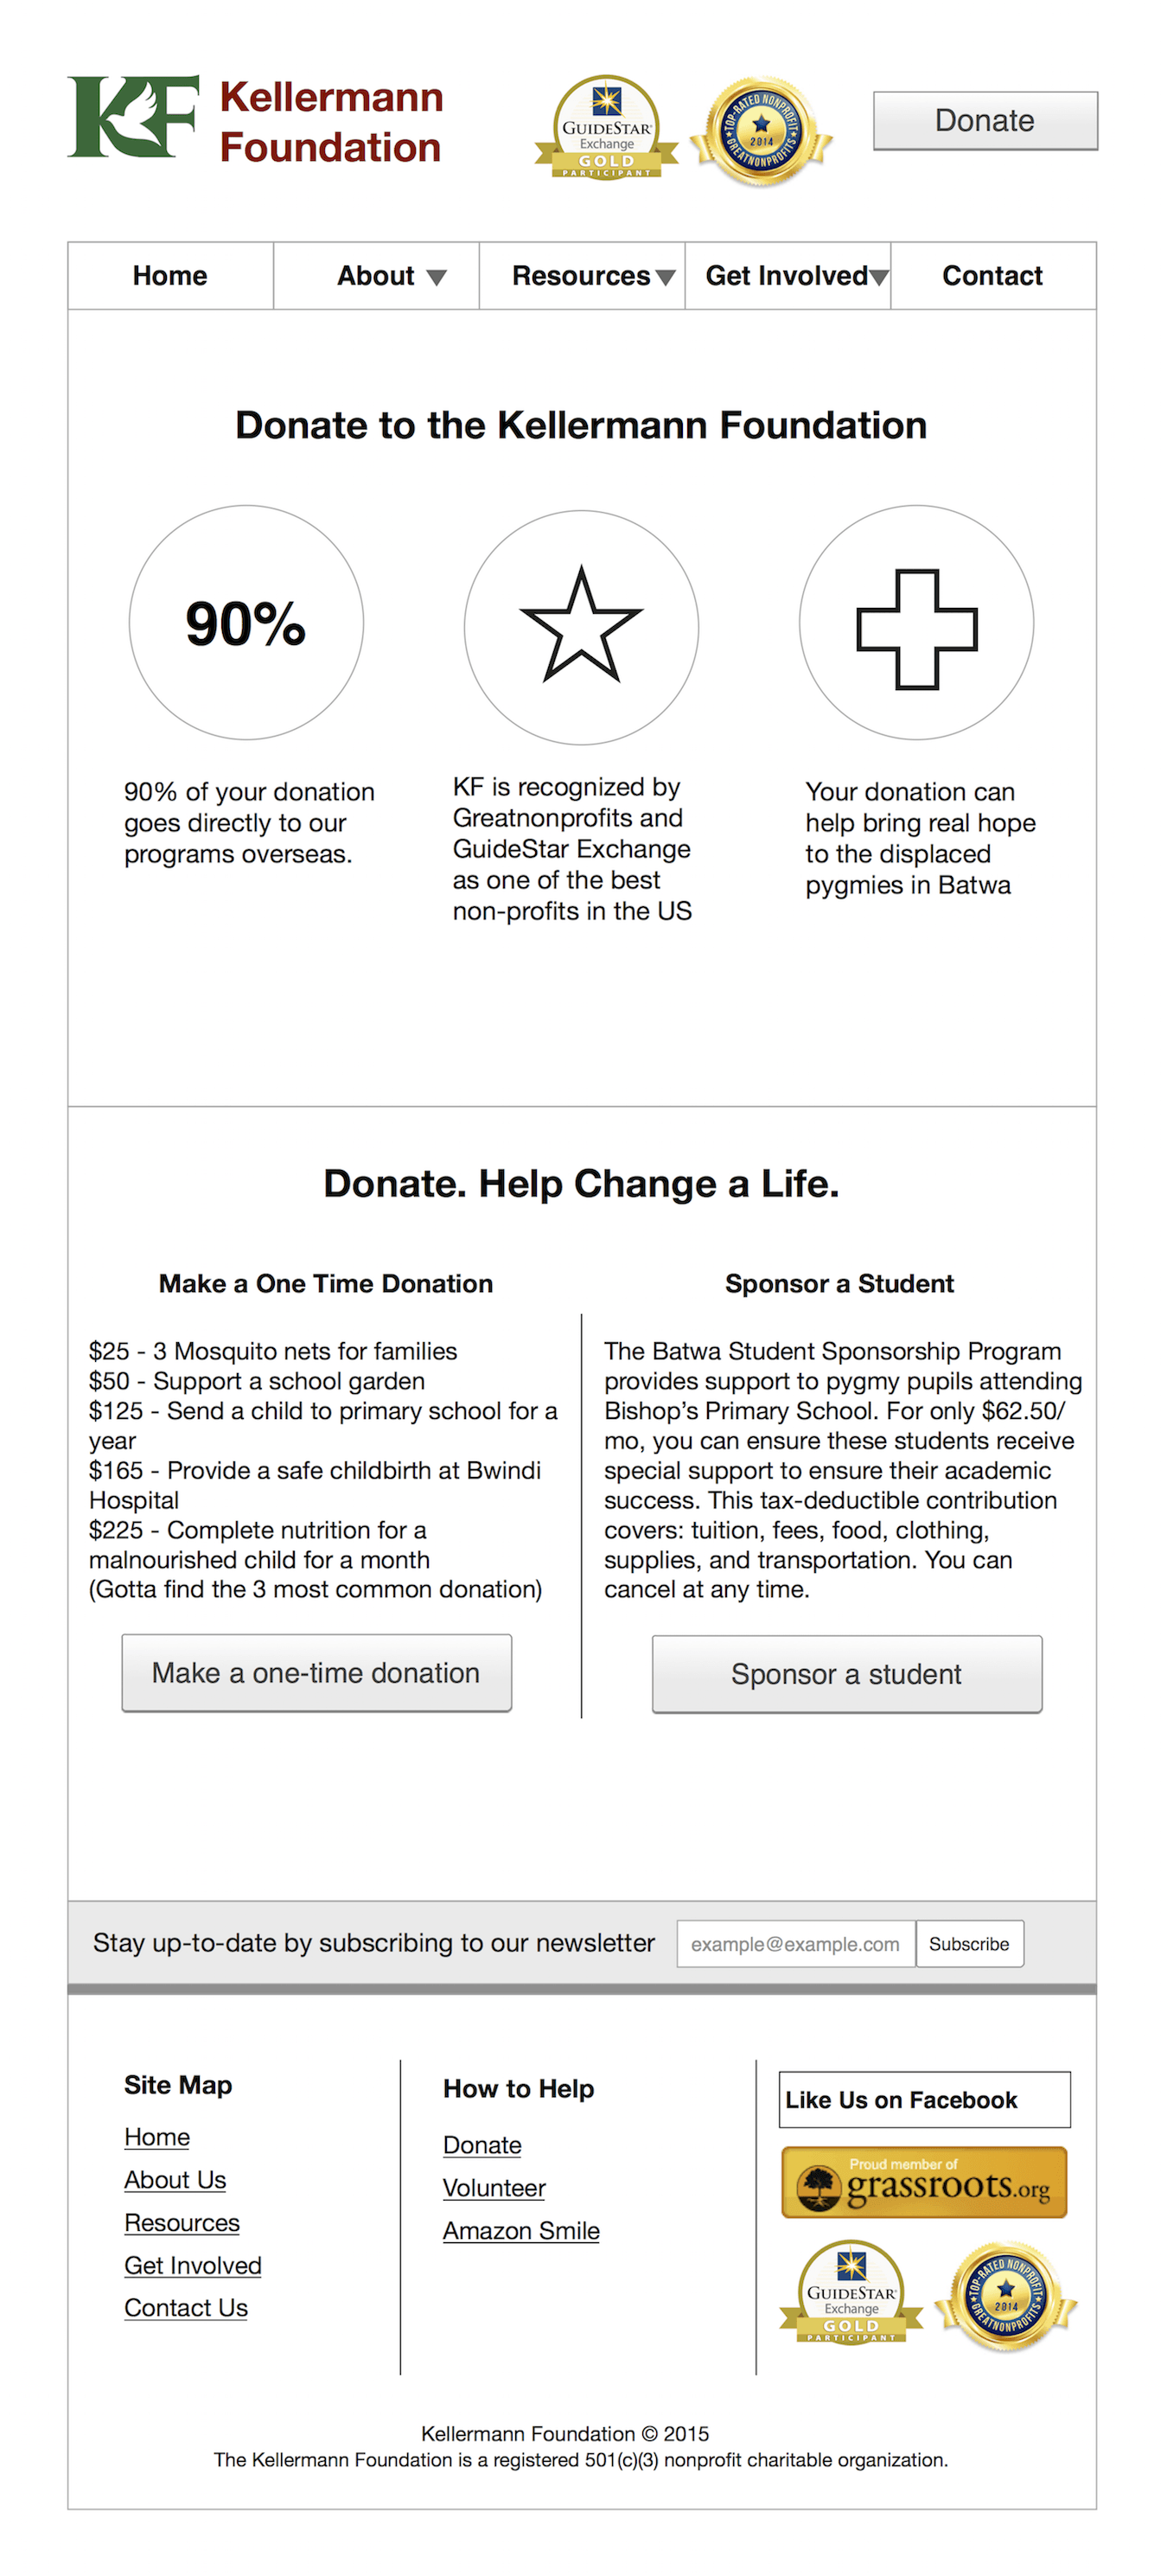 KF
Kellermann
Foundation
GUIDESTAR®
Exchange
GOLD
PARTICIPANT
TOP-RATED NONPROFIT
2014
GREATNONPROFITS
Donate
Home
About
Resources
Get Involved
Contact
Donate to the Kellermann Foundation
90%
90% of your donation
goes directly to our
programs overseas.
KF is recognized by
Greatnonprofits and
GuideStar Exchange
as one of the best
non-profits in the US
Your donation can
help bring real hope
to the displaced
pygmies in Batwa
Donate. Help Change a Life.
Make a One Time Donation
$25 - 3 Mosquito nets for families
$50 - Support a school garden
$125 - Send a child to primary school for a
year
$165 - Provide a safe childbirth at Bwindi
Hospital
$225 - Complete nutrition for a
malnourished child for a month
(Gotta find the 3 most common donation)
Make a one-time donation
Sponsor a Student
The Batwa Student Sponsorship Program
provides support to pygmy pupils attending
Bishop's Primary School. For only $62.50/
mo, you can ensure these students receive
special support to ensure their academic
success. This tax-deductible contribution
covers: tuition, fees, food, clothing,
supplies, and transportation. You can
cancel at any time.
Sponsor a student
Stay up-to-date by subscribing to our newsletter
example@example.com
Subscribe
Site Map
Home
About Us
Resources
Get Involved
Contact Us
How to Help
Donate
Volunteer
Amazon Smile
Like Us on Facebook
Proud member of
grassroots.org
GUIDESTAR®
Exchange
GOLD
PARTICIPANT
TOP-RATED NONPROFIT
2014
GREATNONPROFITS
Kellermann Foundation © 2015
The Kellermann Foundation is a registered 501(c)(3) nonprofit charitable organization.